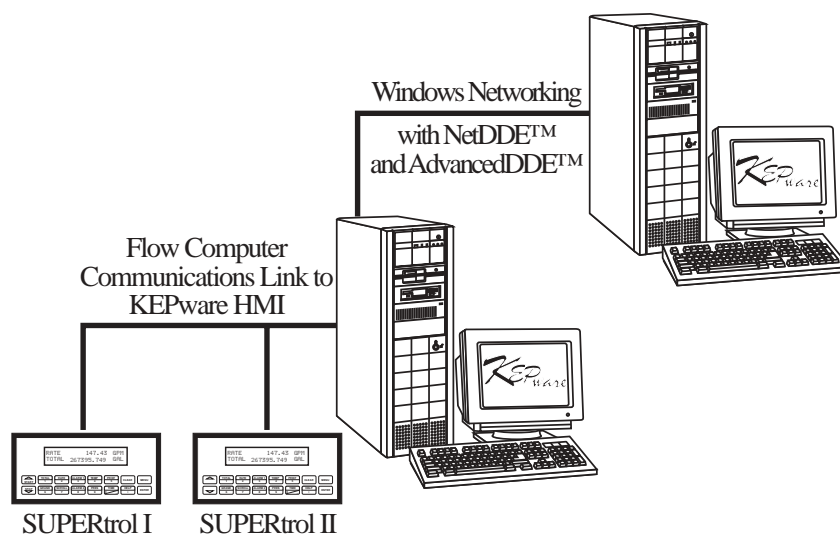 Windows Networking
with NetDDE™
and AdvancedDDE™
KEPware
Flow Computer
Communications Link to
KEPware HMI
KEPware
RATE 147.43 GPM
TOTAL 267395.749 GAL
RATE 147.43 GPM
TOTAL 267395.749 GAL
SUPERtrol I
SUPERtrol II